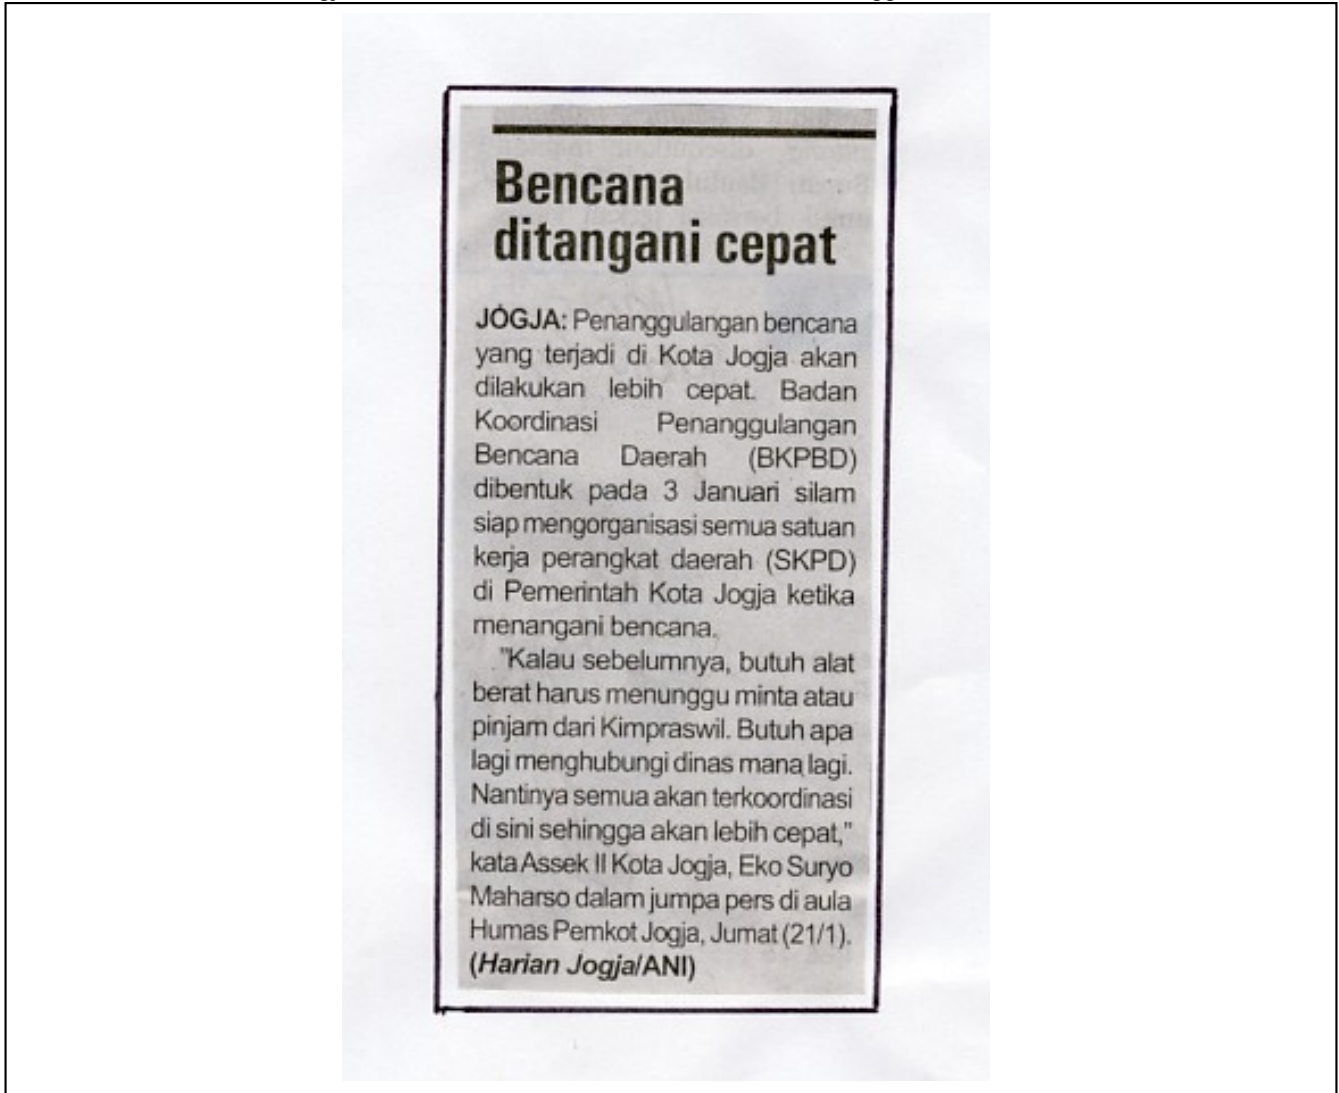 Bencana
ditangani cepat
JOGJA: Penanggulangan bencana
yang terjadi di Kota Jogja akan
dilakukan lebih cepat. Badan
Koordinasi Penanggulangan
Bencana Daerah (BKPBD)
dibentuk pada 3 Januari silam
siap mengorganisasi semua satuan
kerja perangkat daerah (SKPD)
di Pemerintah Kota Jogja ketika
menangani bencana.
"Kalau sebelumnya, butuh alat
berat harus menunggu minta atau
pinjam dari Kimpraswil. Butuh apa
lagi menghubungi dinas mana lagi.
Nantinya semua akan terkoordinasi
di sini sehingga akan lebih cepat,"
kata Assek II Kota Jogja, Eko Suryo
Maharso dalam jumpa pers di aula
Humas Pemkot Jogja, Jumat (21/1).
(Harian Jogja/ANI)